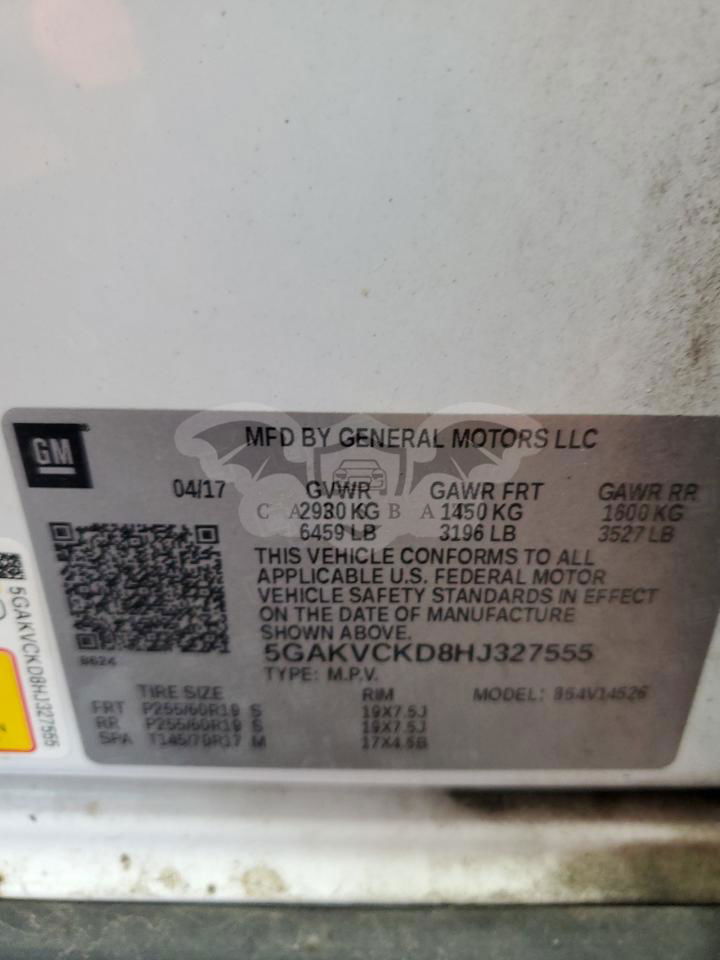 GM
MFD BY GENERAL MOTORS LLC
04/17 GVWR GAWR FRT GAWR RR
2930 KG 1450 KG 1600 KG
6459 LB 3196 LB 3527 LB
THIS VEHICLE CONFORMS TO ALL
APPLICABLE U.S. FEDERAL MOTOR
VEHICLE SAFETY STANDARDS IN EFFECT
ON THE DATE OF MANUFACTURE
SHOWN ABOVE.
5GAKVCKD8HJ327555
TYPE: M.P.V.
TIRE SIZE RIM MODEL:
FRT P255/60R19 S 19X7.5J
RR P255/60R19 S 19X7.5J
SPA T145/70R17 M 17X4.5B
5GAKVCKD8HJ327555